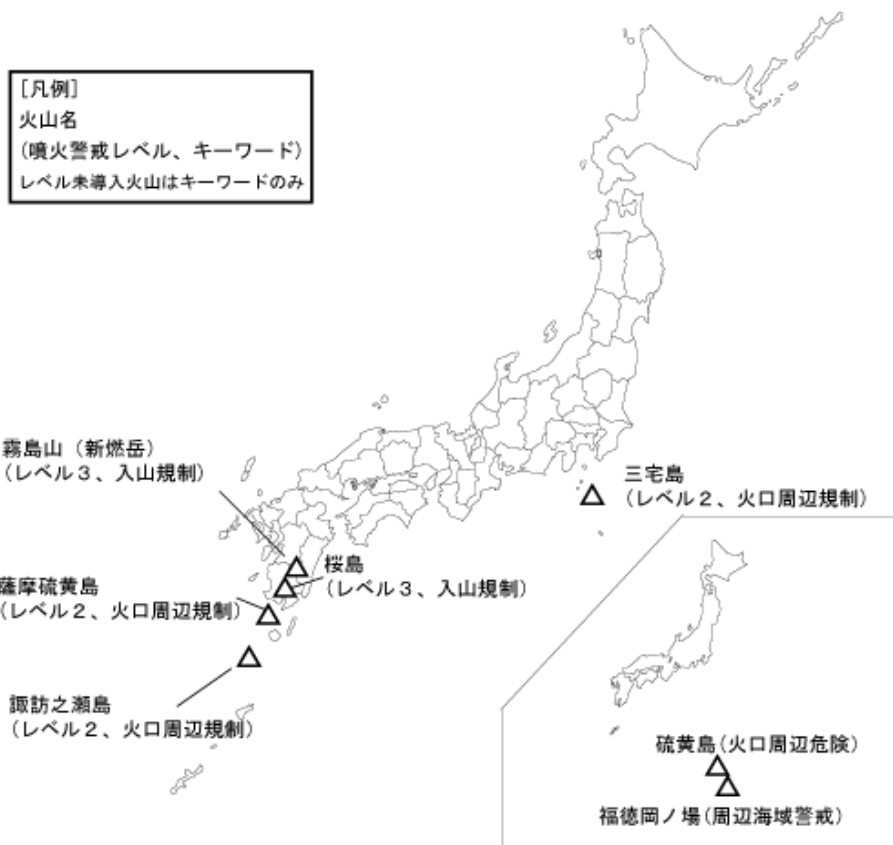 [凡例]
火山名
(噴火警戒レベル、キーワード)
レベル未導入火山はキーワードのみ
霧島山（新燃岳）
(レベル３、入山規制)
三宅島
(レベル２、火口周辺規制)
桜島
(レベル３、入山規制)
薩摩硫黄島
(レベル２、火口周辺規制)
諏訪之瀬島
(レベル２、火口周辺規制)
硫黄島(火口周辺危険)
福徳岡ノ場(周辺海域警戒)